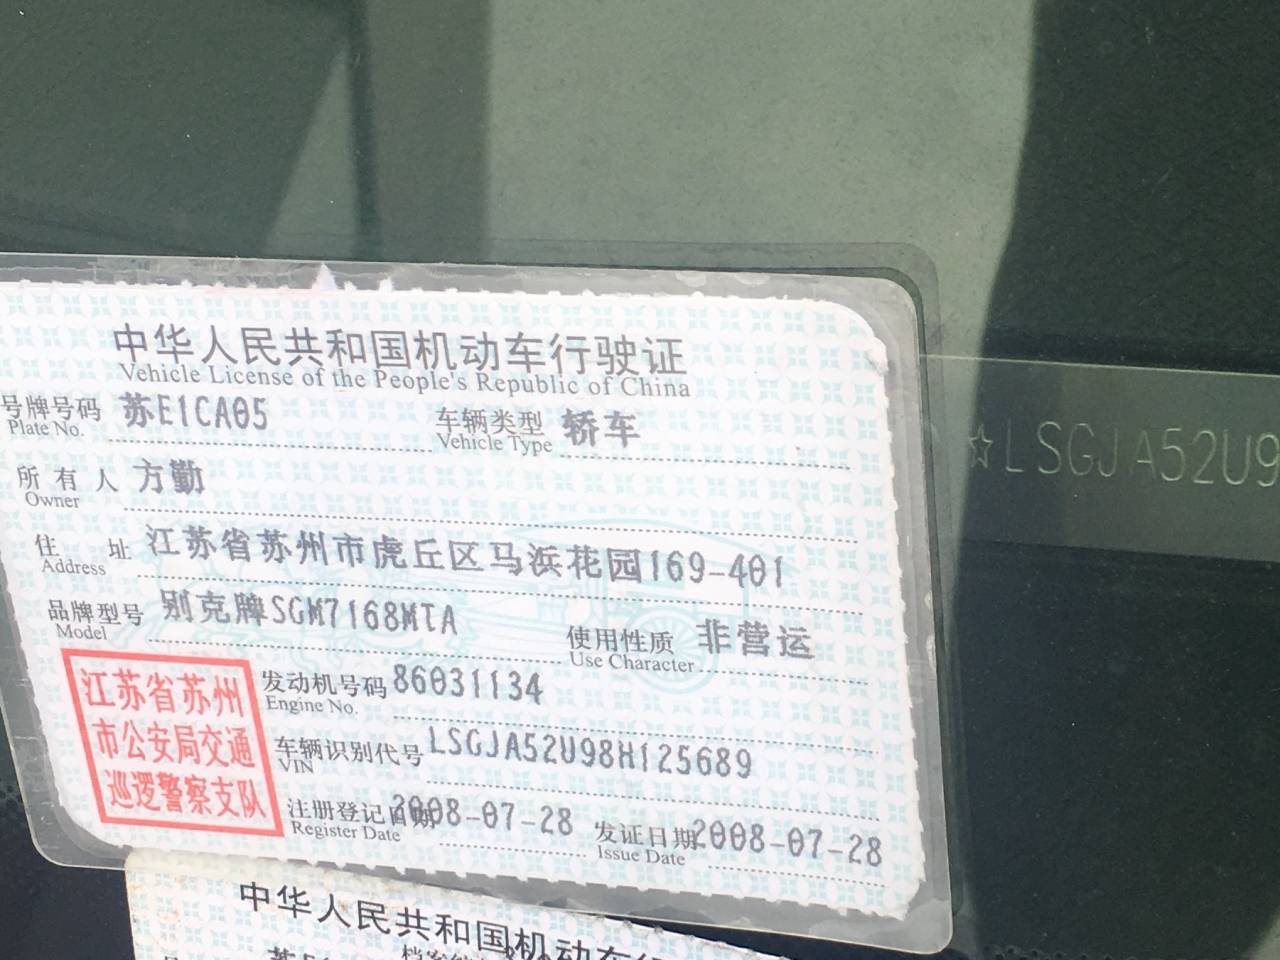 中华人民共和国机动车行驶证
Vehicle License of the People's Republic of China
号牌号码 苏E1CA05 车辆类型 轿车
Plate No. Vehicle Type
所有人 方勤
Owner
住址 江苏省苏州市虎丘区马浜花园169-401
Address
品牌型号 别克牌SGM7168MTA 使用性质 非营运
Model Use Character
江苏省苏州
市公安局交通
巡逻警察支队
发动机号码 86031134
Engine No.
车辆识别代号 LSGJA52U98H125689
VIN
注册登记日期 2008-07-28 发证日期 2008-07-28
Register Date Issue Date
☆LSGJA52U9
中华人民共和国机动车